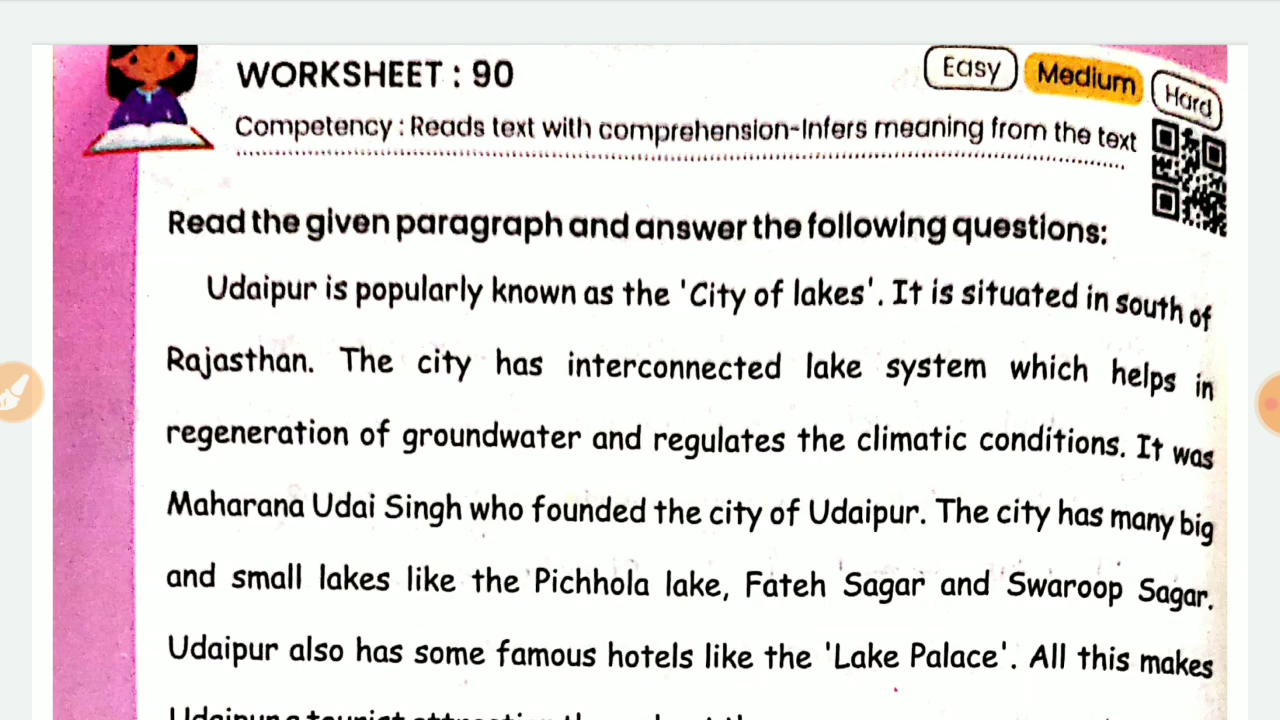 WORKSHEET : 90
Easy Medium Hard
Competency : Reads text with comprehension-Infers meaning from the text
Read the given paragraph and answer the following questions:
Udaipur is popularly known as the 'City of lakes'. It is situated in south of
Rajasthan. The city has interconnected lake system which helps in
regeneration of groundwater and regulates the climatic conditions. It was
Maharana Udai Singh who founded the city of Udaipur. The city has many big
and small lakes like the Pichhola lake, Fateh Sagar and Swaroop Sagar.
Udaipur also has some famous hotels like the 'Lake Palace'. All this makes
Udaipur a tourist attraction